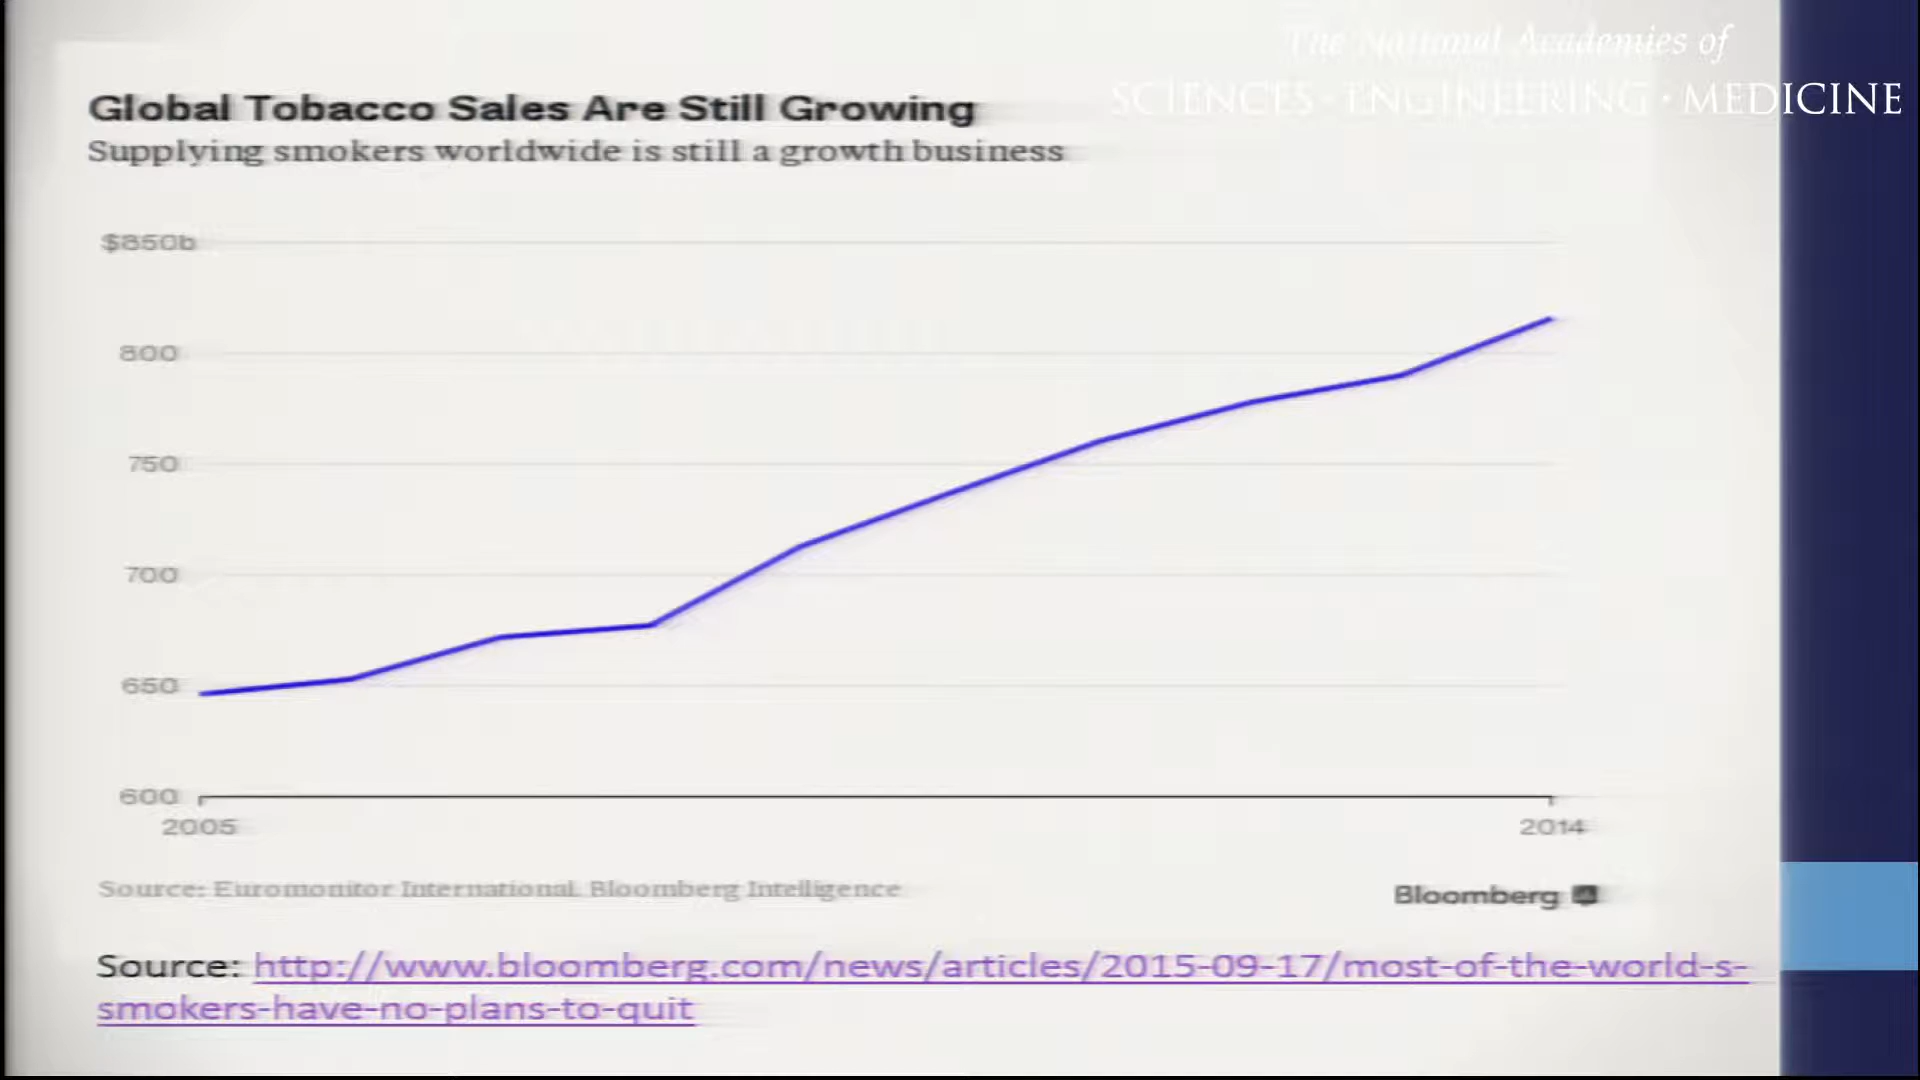 The National Academies of
SCIENCES · ENGINEERING · MEDICINE
Global Tobacco Sales Are Still Growing
Supplying smokers worldwide is still a growth business
$850b
800
750
700
650
600
2005
2014
Source: Euromonitor International, Bloomberg Intelligence
Bloomberg
Source: http://www.bloomberg.com/news/articles/2015-09-17/most-of-the-world-s-
smokers-have-no-plans-to-quit